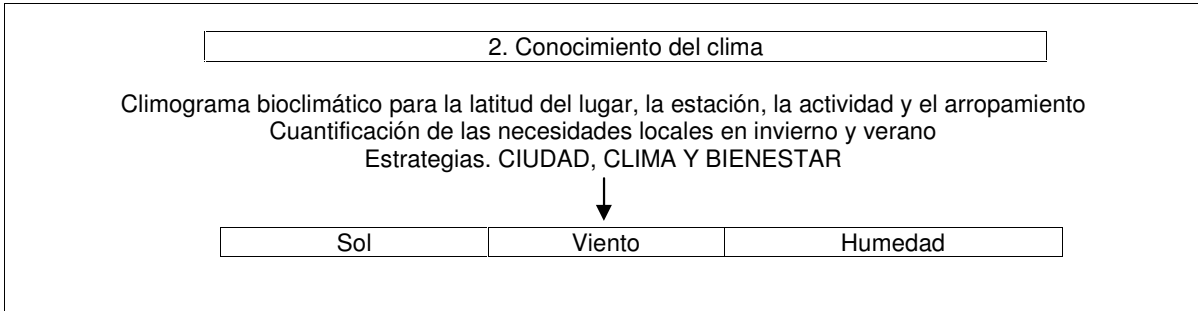 2. Conocimiento del clima
Climograma bioclimático para la latitud del lugar, la estación, la actividad y el arropamiento
Cuantificación de las necesidades locales en invierno y verano
Estrategias. CIUDAD, CLIMA Y BIENESTAR
Sol Viento Humedad